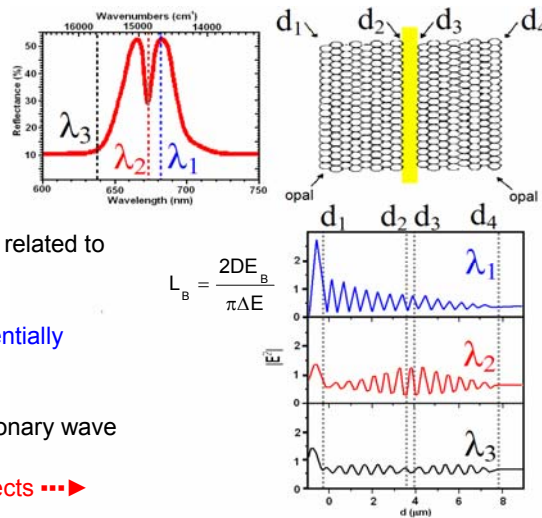 Wavenumbers (cm⁻¹)
16000 15000 14000
Reflectance (%)
50
40
30
20
10
λ₃
λ₂ λ₁
600 650 700 750
Wavelength (nm)
d₁ d₂ d₃ d₄
opal opal
related to
L_B = 2DE_B / πΔE
entially
onary wave
ects
d₁ d₂ d₃ d₄
λ₁
2
1
0
λ₂
2
1
0
λ₃
2
1
0
|E²|
0 2 4 6 8
d (μm)